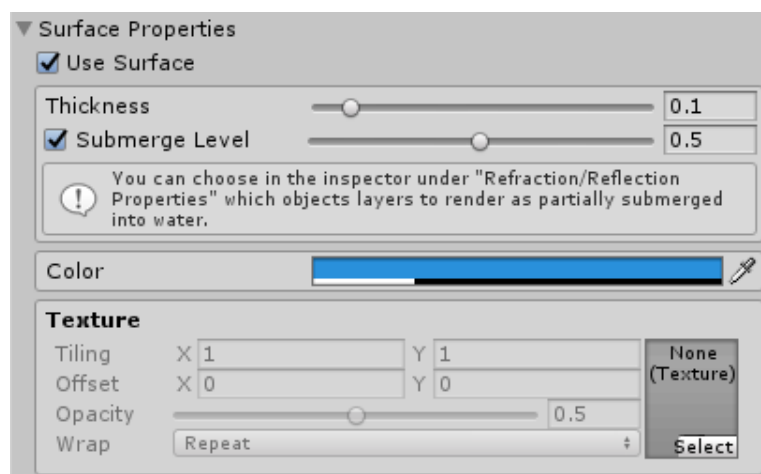 Surface Properties
Use Surface
Thickness 0.1
Submerge Level 0.5
You can choose in the inspector under "Refraction/Reflection
Properties" which objects layers to render as partially submerged
into water.
Color
Texture
Tiling X 1 Y 1
None
(Texture)
Offset X 0 Y 0
Opacity 0.5
Wrap Repeat
Select